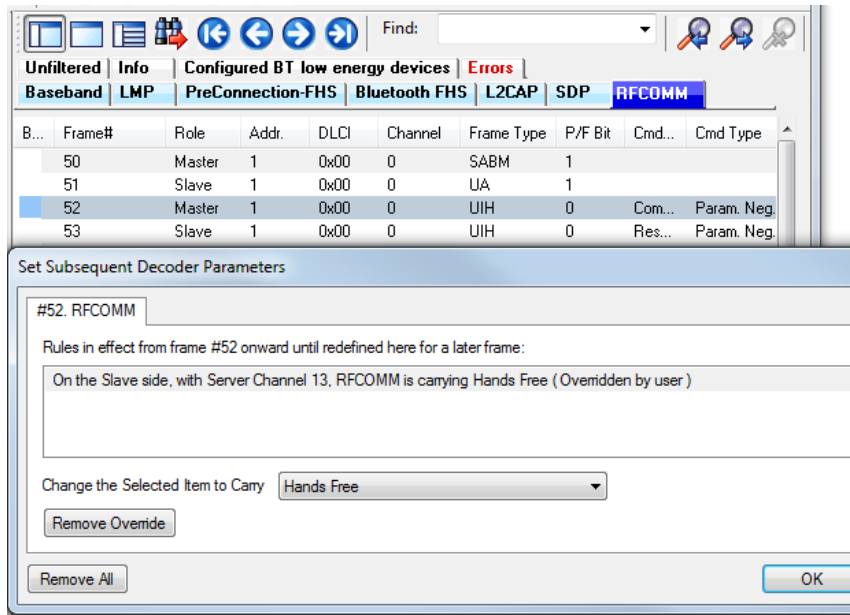 Find:
Unfiltered Info Configured BT low energy devices Errors
Baseband LMP PreConnection-FHS Bluetooth FHS L2CAP SDP RFCOMM
B... Frame# Role Addr. DLCI Channel Frame Type P/F Bit Cmd... Cmd Type
50 Master 1 0x00 0 SABM 1
51 Slave 1 0x00 0 UA 1
52 Master 1 0x00 0 UIH 0 Com... Param. Neg.
53 Slave 1 0x00 0 UIH 0 Res... Param. Neg.
Set Subsequent Decoder Parameters
#52. RFCOMM
Rules in effect from frame #52 onward until redefined here for a later frame:
On the Slave side, with Server Channel 13, RFCOMM is carrying Hands Free ( Overridden by user )
Change the Selected Item to Carry Hands Free
Remove Override
Remove All OK